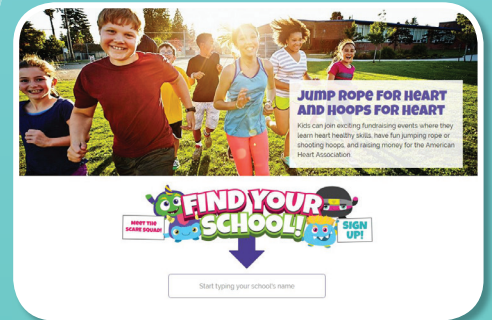 JUMP ROPE FOR HEART
AND HOOPS FOR HEART
Kids can join exciting fundraising events where they
learn heart healthy skills, have fun jumping rope or
shooting hoops, and raising money for the American
Heart Association.
FIND YOUR
SCHOOL!
MEET THE
SCARE SQUAD!
SIGN
UP!
Start typing your school's name